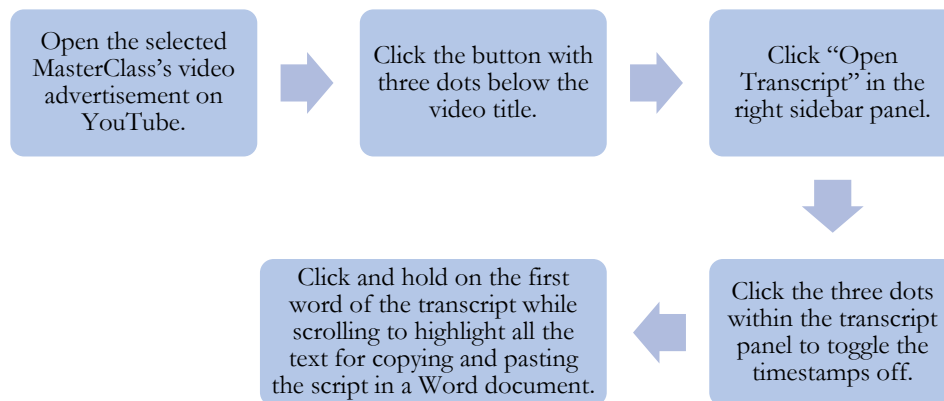 Open the selected
MasterClass's video
advertisement on
YouTube.
Click the button with
three dots below the
video title.
Click “Open
Transcript” in the
right sidebar panel.
Click the three dots
within the transcript
panel to toggle the
timestamps off.
Click and hold on the first
word of the transcript while
scrolling to highlight all the
text for copying and pasting
the script in a Word document.